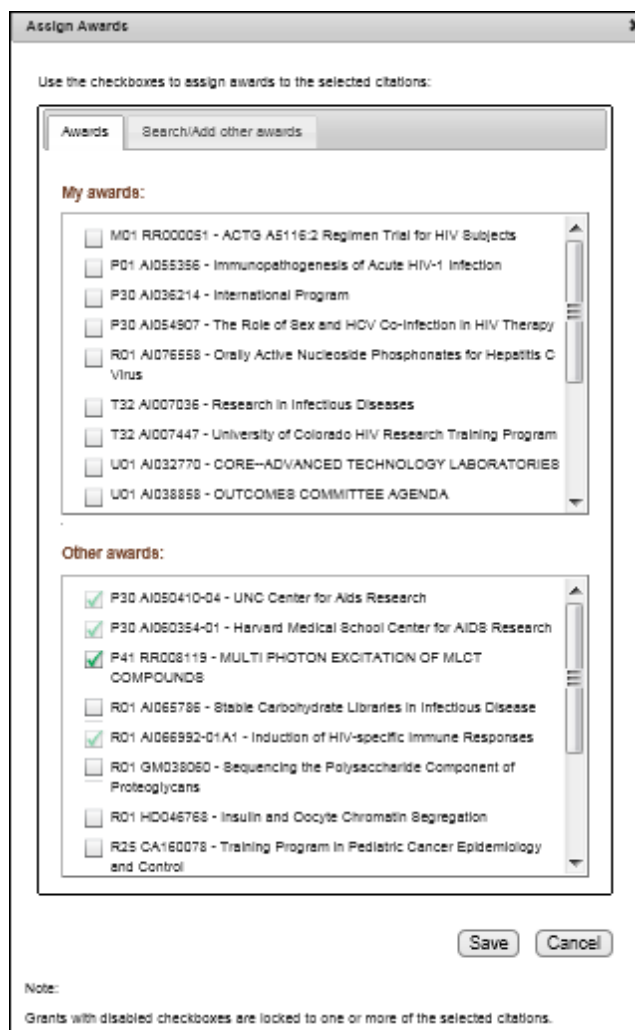 Assign Awards
Use the checkboxes to assign awards to the selected citations:
Awards
Search/Add other awards
My awards:
M01 RR000051 - ACTG A5116:2 Regimen Trial for HIV Subjects
P01 AI055356 - Immunopathogenesis of Acute HIV-1 Infection
P30 AI036214 - International Program
P30 AI054907 - The Role of Sex and HCV Co-Infection in HIV Therapy
R01 AI076558 - Orally Active Nucleoside Phosphonates for Hepatitis C
Virus
T32 AI007036 - Research in Infectious Diseases
T32 AI007447 - University of Colorado HIV Research Training Program
U01 AI032770 - CORE--ADVANCED TECHNOLOGY LABORATORIES
U01 AI038858 - OUTCOMES COMMITTEE AGENDA
Other awards:
P30 AI050410-04 - UNC Center for Aids Research
P30 AI060354-01 - Harvard Medical School Center for AIDS Research
P41 RR008119 - MULTI PHOTON EXCITATION OF MLCT
COMPOUNDS
R01 AI065786 - Stable Carbohydrate Libraries in Infectious Disease
R01 AI066992-01A1 - Induction of HIV-specific Immune Responses
R01 GM038060 - Sequencing the Polysaccharide Component of
Proteoglycans
R01 HD046768 - Insulin and Oocyte Chromatin Segregation
R25 CA160078 - Training Program in Pediatric Cancer Epidemiology
and Control
Save
Cancel
Note:
Grants with disabled checkboxes are locked to one or more of the selected citations.